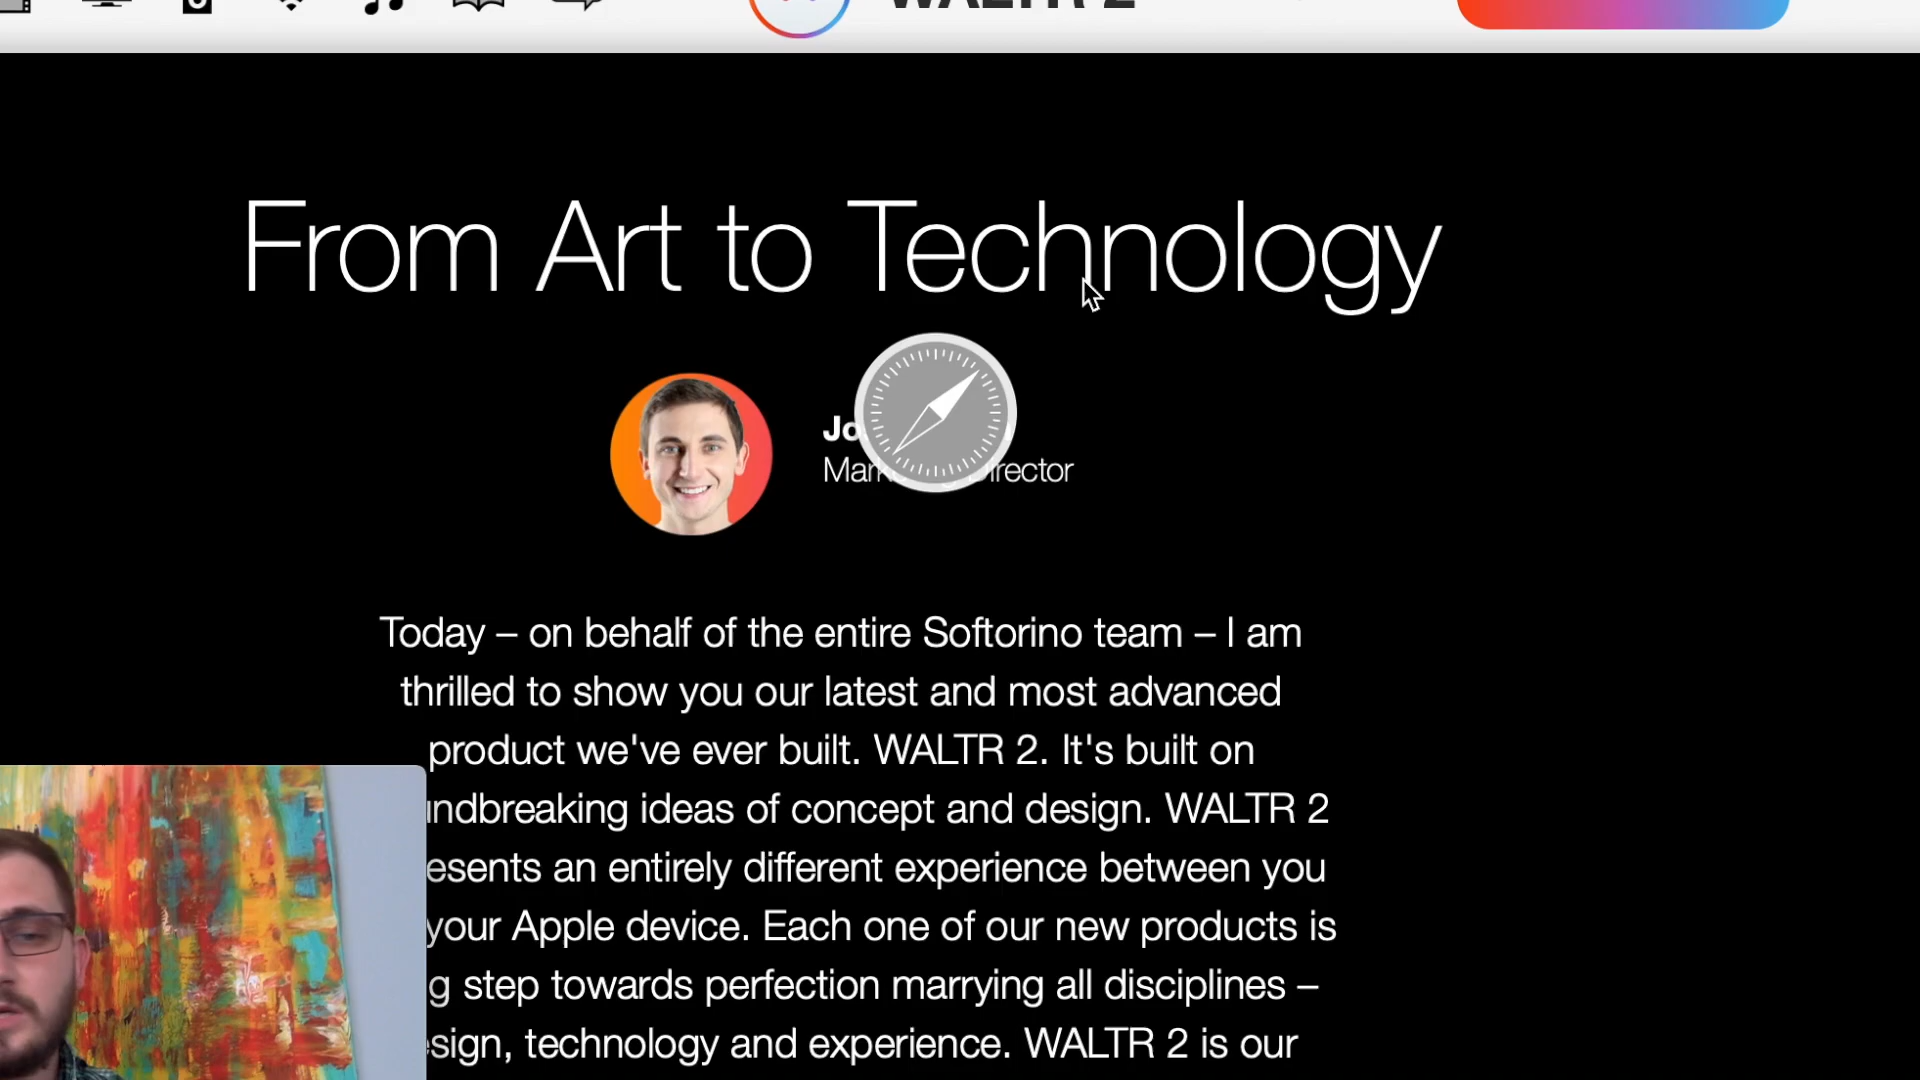 WALTR 2
From Art to Technology
Director
Today – on behalf of the entire Softorino team – I am
thrilled to show you our latest and most advanced
product we've ever built. WALTR 2. It's built on
ideas of concept and design. WALTR 2
an entirely different experience between you
your Apple device. Each one of our new products is
step towards perfection marrying all disciplines –
technology and experience. WALTR 2 is our